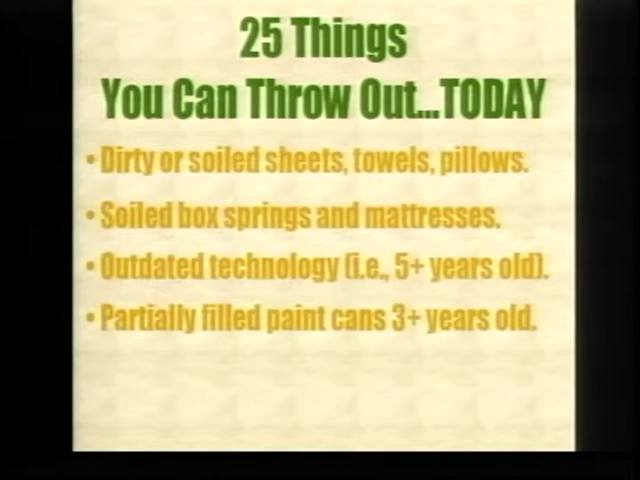 25 Things
You Can Throw Out...TODAY
• Dirty or soiled sheets, towels, pillows.
• Soiled box springs and mattresses.
• Outdated technology (i.e., 5+ years old).
• Partially filled paint cans 3+ years old.